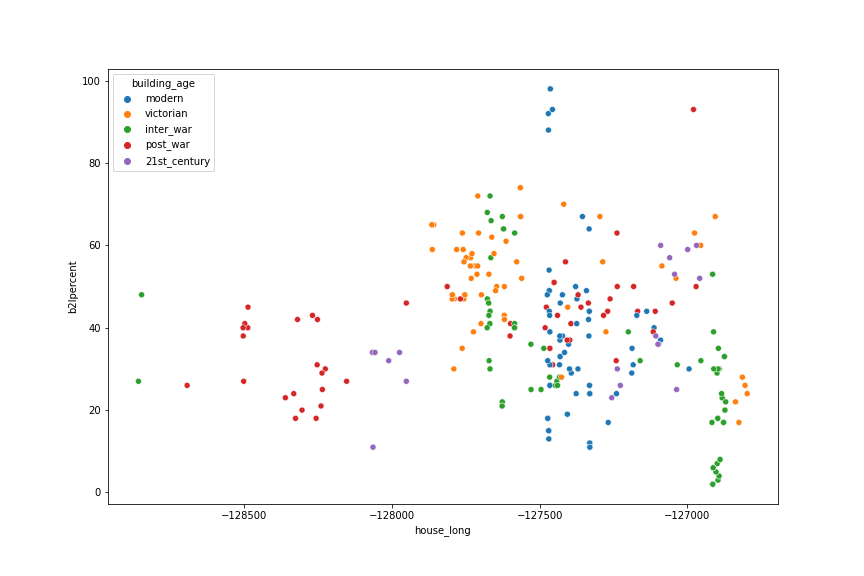 building_age
modern
victorian
inter_war
post_war
21st_century
100
80
60
40
20
0
b2lpercent
−128500 −128000 −127500 −127000
house_long